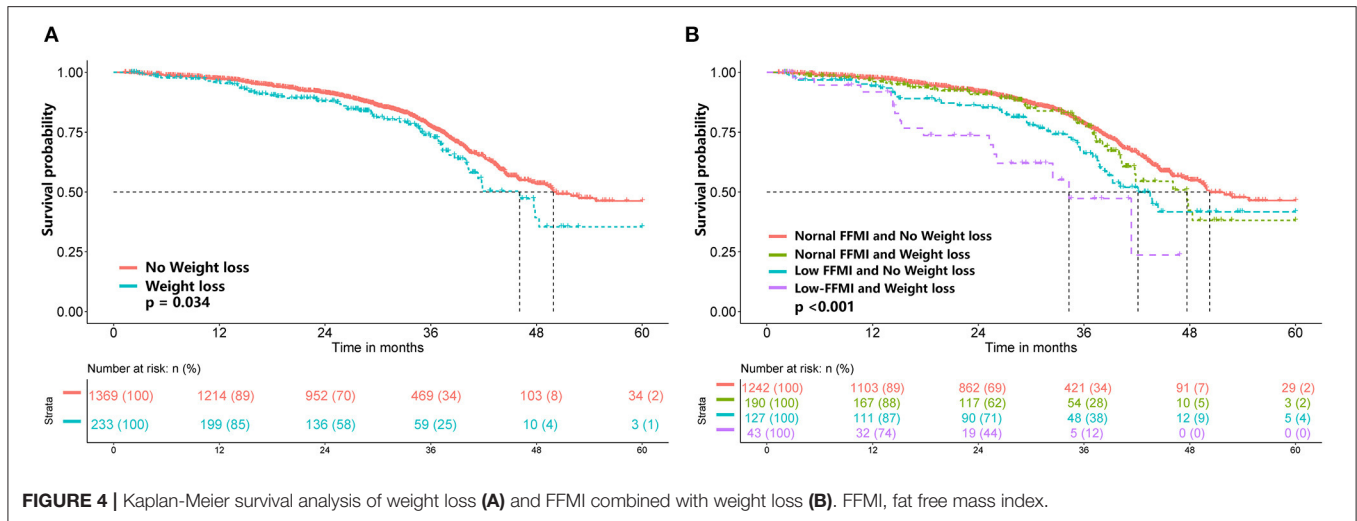 A
Survival probability
1.00
0.75
0.50
0.25
0.00
No Weight loss
Weight loss
p = 0.034
0 12 24 36 48 60
Time in months
Number at risk: n (%)
Strata
1369 (100) 1214 (89) 952 (70) 469 (34) 103 (8) 34 (2)
233 (100) 199 (85) 136 (58) 59 (25) 10 (4) 3 (1)
0 12 24 36 48 60
B
Survival probability
1.00
0.75
0.50
0.25
0.00
Nornal FFMI and No Weight loss
Nornal FFMI and Weight loss
Low FFMI and No Weight loss
Low-FFMI and Weight loss
p <0.001
0 12 24 36 48 60
Time in months
Number at risk: n (%)
Strata
1242 (100) 1103 (89) 862 (69) 421 (34) 91 (7) 29 (2)
190 (100) 167 (88) 117 (62) 54 (28) 10 (5) 3 (2)
127 (100) 111 (87) 90 (71) 48 (38) 12 (9) 5 (4)
43 (100) 32 (74) 19 (44) 5 (12) 0 (0) 0 (0)
0 12 24 36 48 60
FIGURE 4 | Kaplan-Meier survival analysis of weight loss (A) and FFMI combined with weight loss (B). FFMI, fat free mass index.